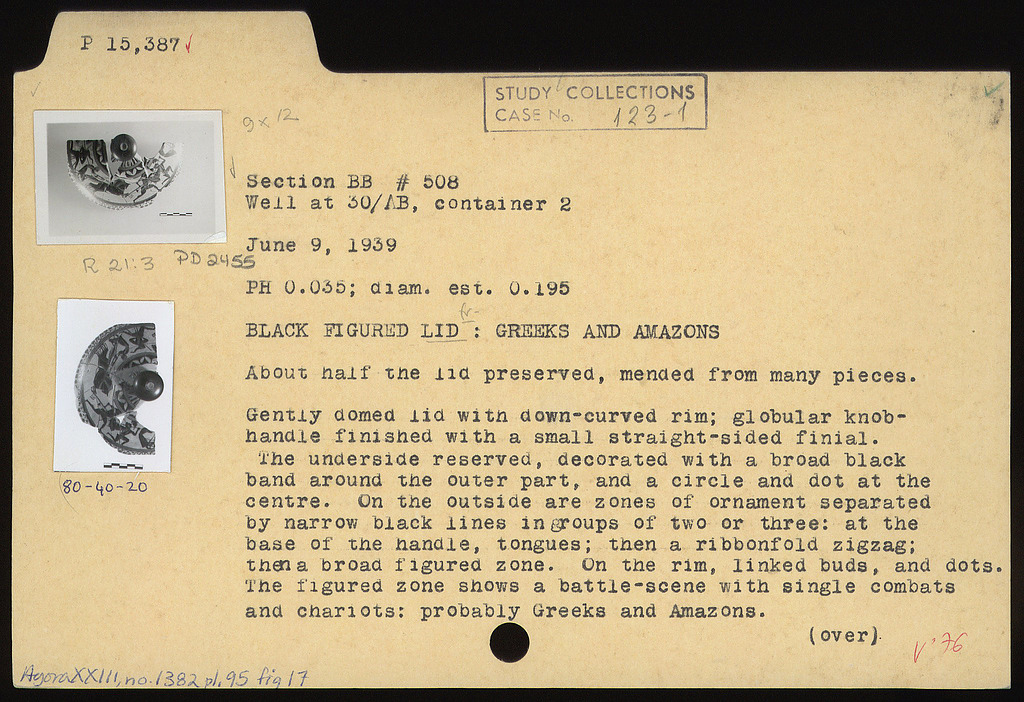 P 15,387 ✓
STUDY COLLECTIONS
CASE No. 123-1
9 x 12
Section BB # 508
Well at 30/AB, container 2
June 9, 1939
R 21:3 PD 2455
PH 0.035; diam. est. 0.195
fr.
BLACK FIGURED LID : GREEKS AND AMAZONS
About half the lid preserved, mended from many pieces.
Gently domed lid with down-curved rim; globular knob-
handle finished with a small straight-sided finial.
The underside reserved, decorated with a broad black
band around the outer part, and a circle and dot at the
centre. On the outside are zones of ornament separated
by narrow black lines in groups of two or three: at the
base of the handle, tongues; then a ribbonfold zigzag;
then a broad figured zone. On the rim, linked buds, and dots.
The figured zone shows a battle-scene with single combats
and chariots: probably Greeks and Amazons.
(over).
80-40-20
✓ '76
Agora XXIII, no. 1382 pl. 95 fig 17